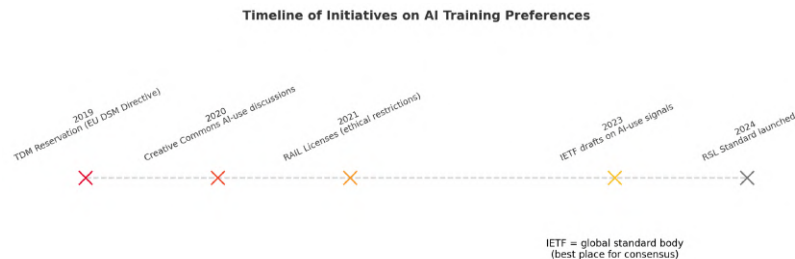 Timeline of Initiatives on AI Training Preferences
2019
TDM Reservation (EU DSM Directive)
2020
Creative Commons AI-use discussions
2021
RAIL Licenses (ethical restrictions)
2023
IETF drafts on AI-use signals
2024
RSL Standard launched
IETF = global standard body
(best place for consensus)